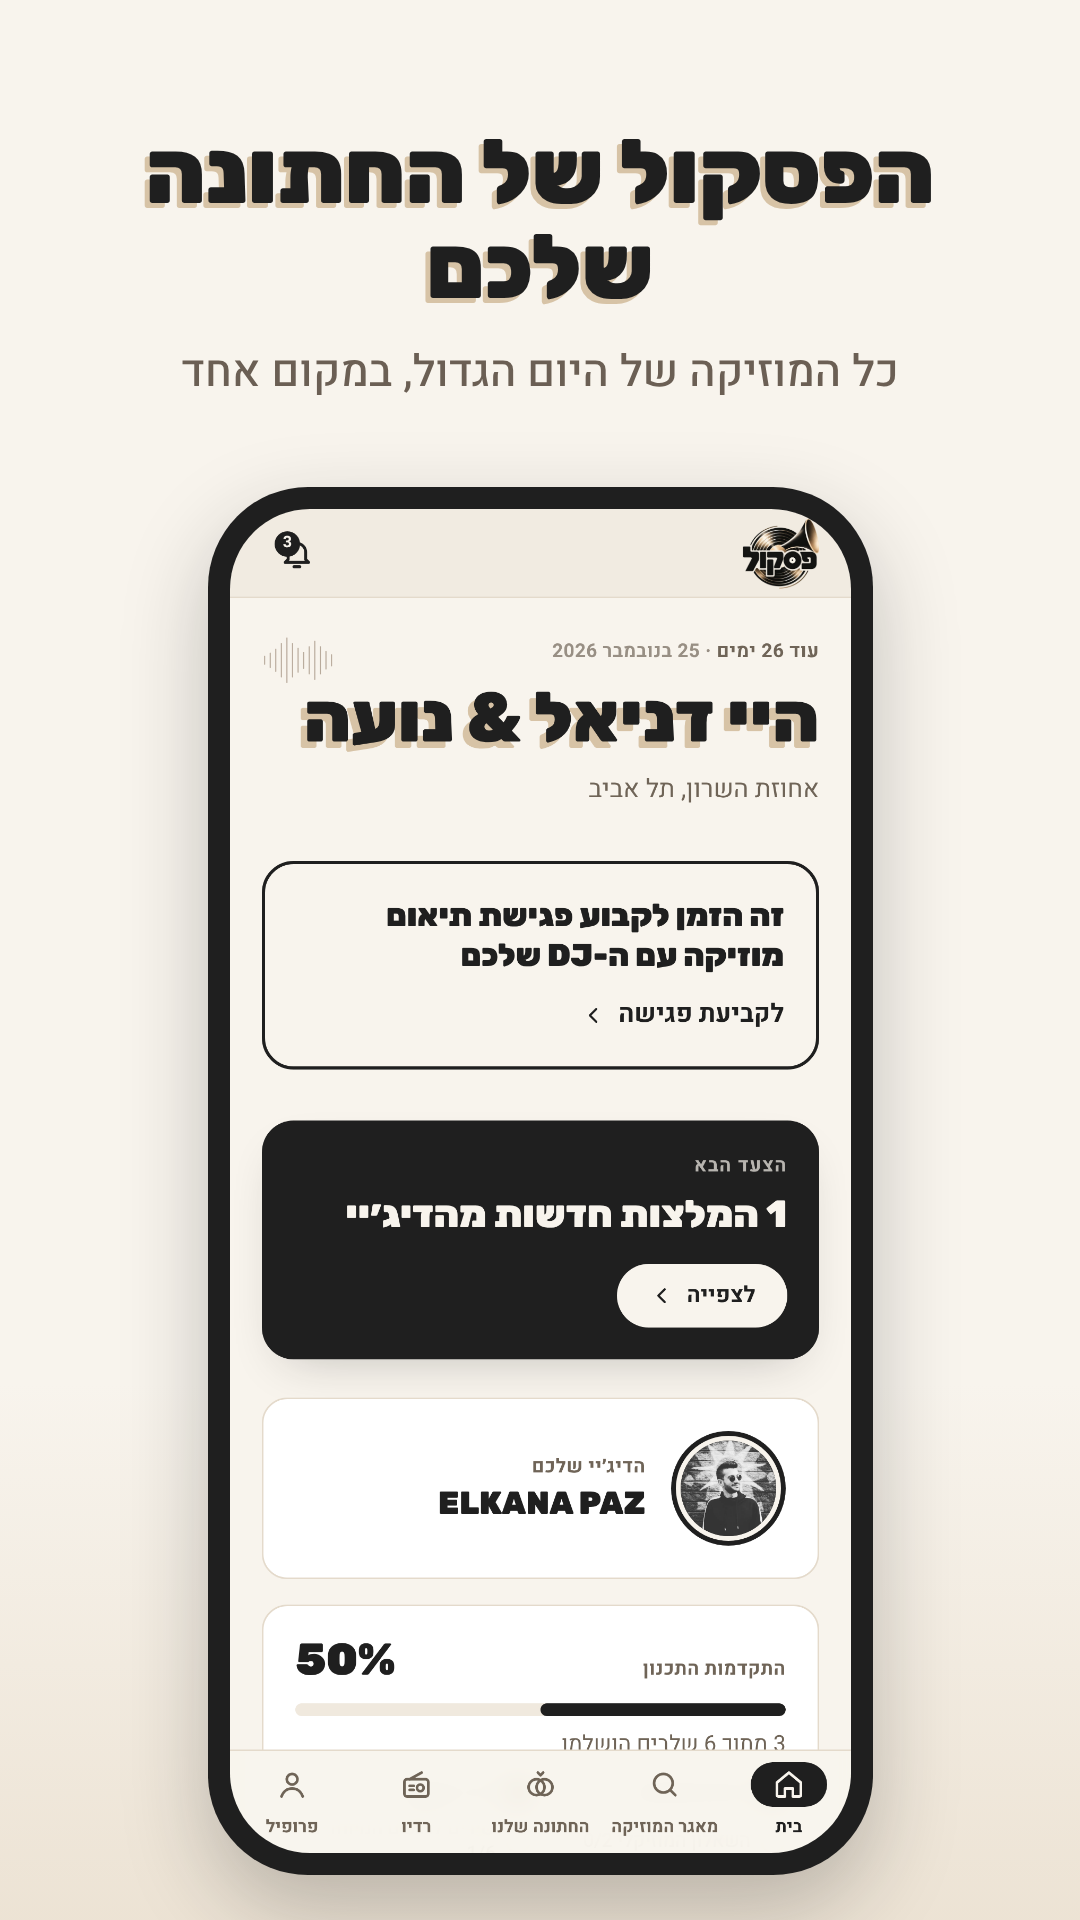 הפסקול של החתונה
שלכם
כל המוזיקה של היום הגדול, במקום אחד
פסקול
3
עוד 26 ימים · 25 בנובמבר 2026
היי דניאל & נועה
אחוזת השרון, תל אביב
זה הזמן לקבוע פגישת תיאום
מוזיקה עם ה-DJ שלכם
לקביעת פגישה
הצעד הבא
1 המלצות חדשות מהדיג׳יי
לצפייה
הדיג׳יי שלכם
ELKANA PAZ
התקדמות התכנון
50%
3 מתוך 6 שלבים הושלמו
בית
מאגר המוזיקה
החתונה שלנו
רדיו
פרופיל